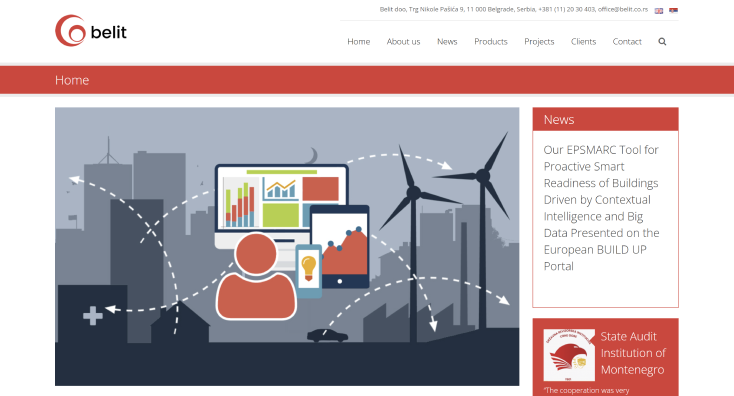 Belit doo, Trg Nikole Pašića 9, 11 000 Belgrade, Serbia, +381 (11) 20 30 403, office@belit.co.rs
belit
Home About us News Products Projects Clients Contact
Home
News
Our EPSMARC Tool for
Proactive Smart
Readiness of Buildings
Driven by Contextual
Intelligence and Big
Data Presented on the
European BUILD UP
Portal
State Audit
Institution of
Montenegro
"The cooperation was very